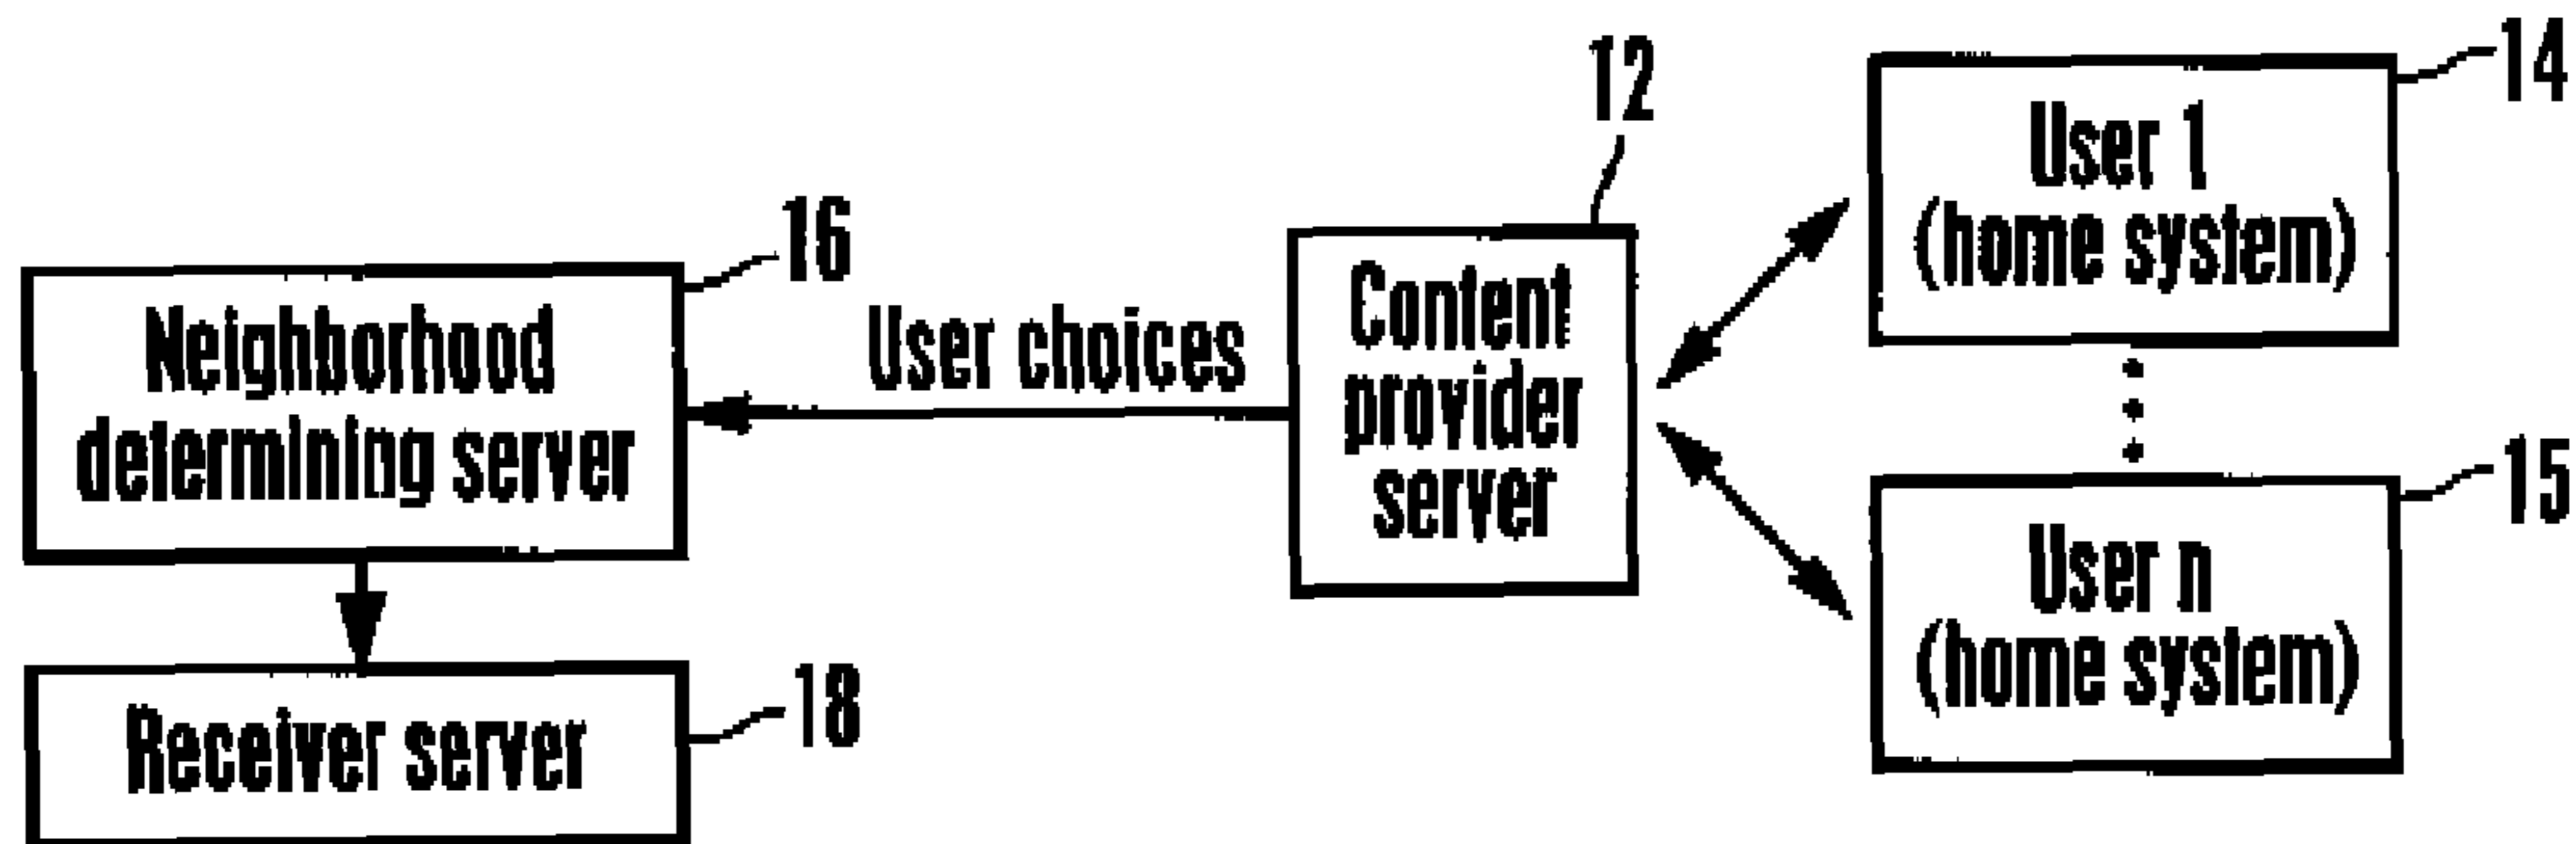 12
14
User 1
(home system)
16
Neighborhood
determining server
User choices
Content
provider
server
15
User n
(home system)
18
Receiver server